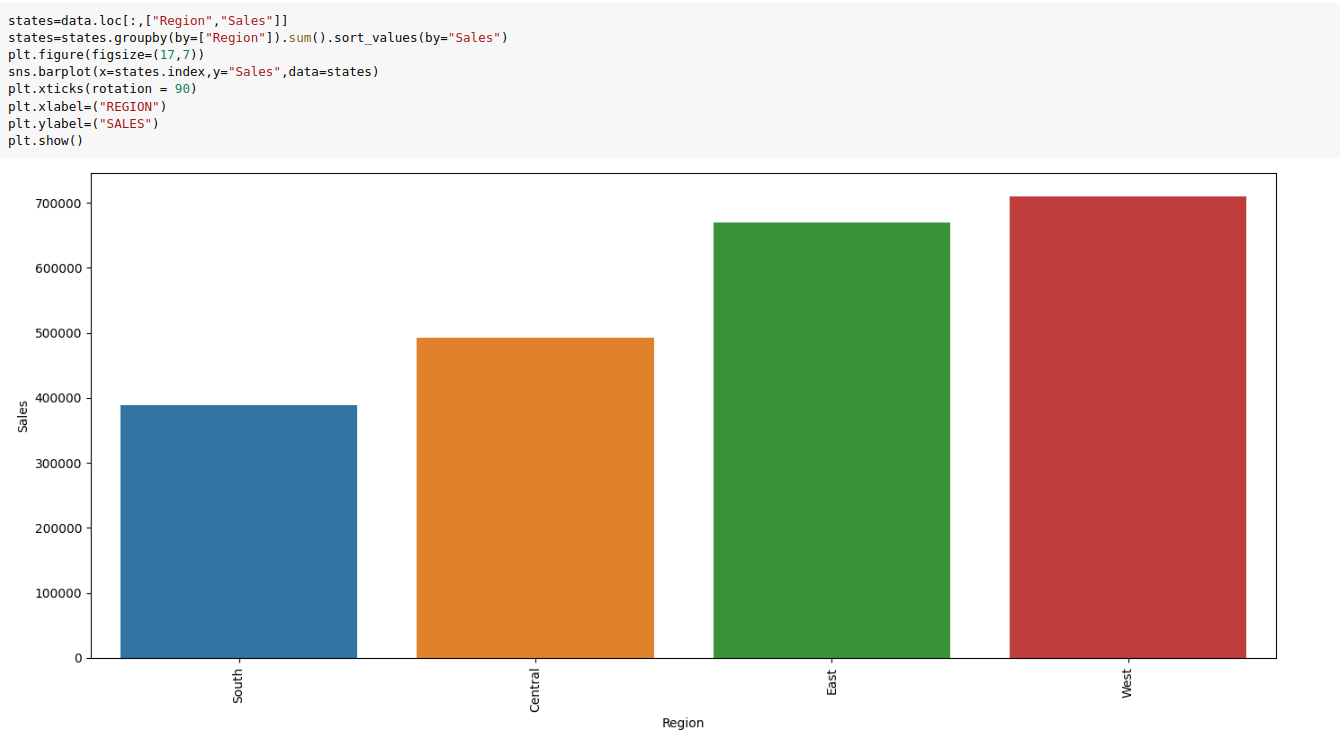 states=data.loc[:,["Region","Sales"]]
states=states.groupby(by=["Region"]).sum().sort_values(by="Sales")
plt.figure(figsize=(17,7))
sns.barplot(x=states.index,y="Sales",data=states)
plt.xticks(rotation = 90)
plt.xlabel=("REGION")
plt.ylabel=("SALES")
plt.show()
700000
600000
500000
400000
300000
200000
100000
0
Sales
South
Central
East
West
Region